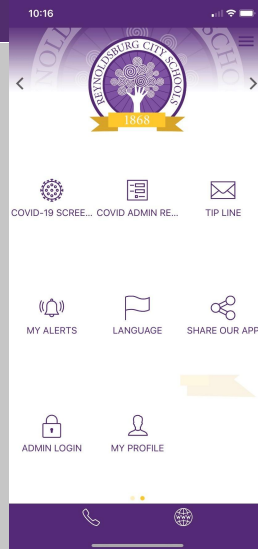 10:16
REYNOLDSBURG CITY SCHOOLS
1868
COVID-19 SCREE... COVID ADMIN RE... TIP LINE
MY ALERTS LANGUAGE SHARE OUR APP
ADMIN LOGIN MY PROFILE
WWW